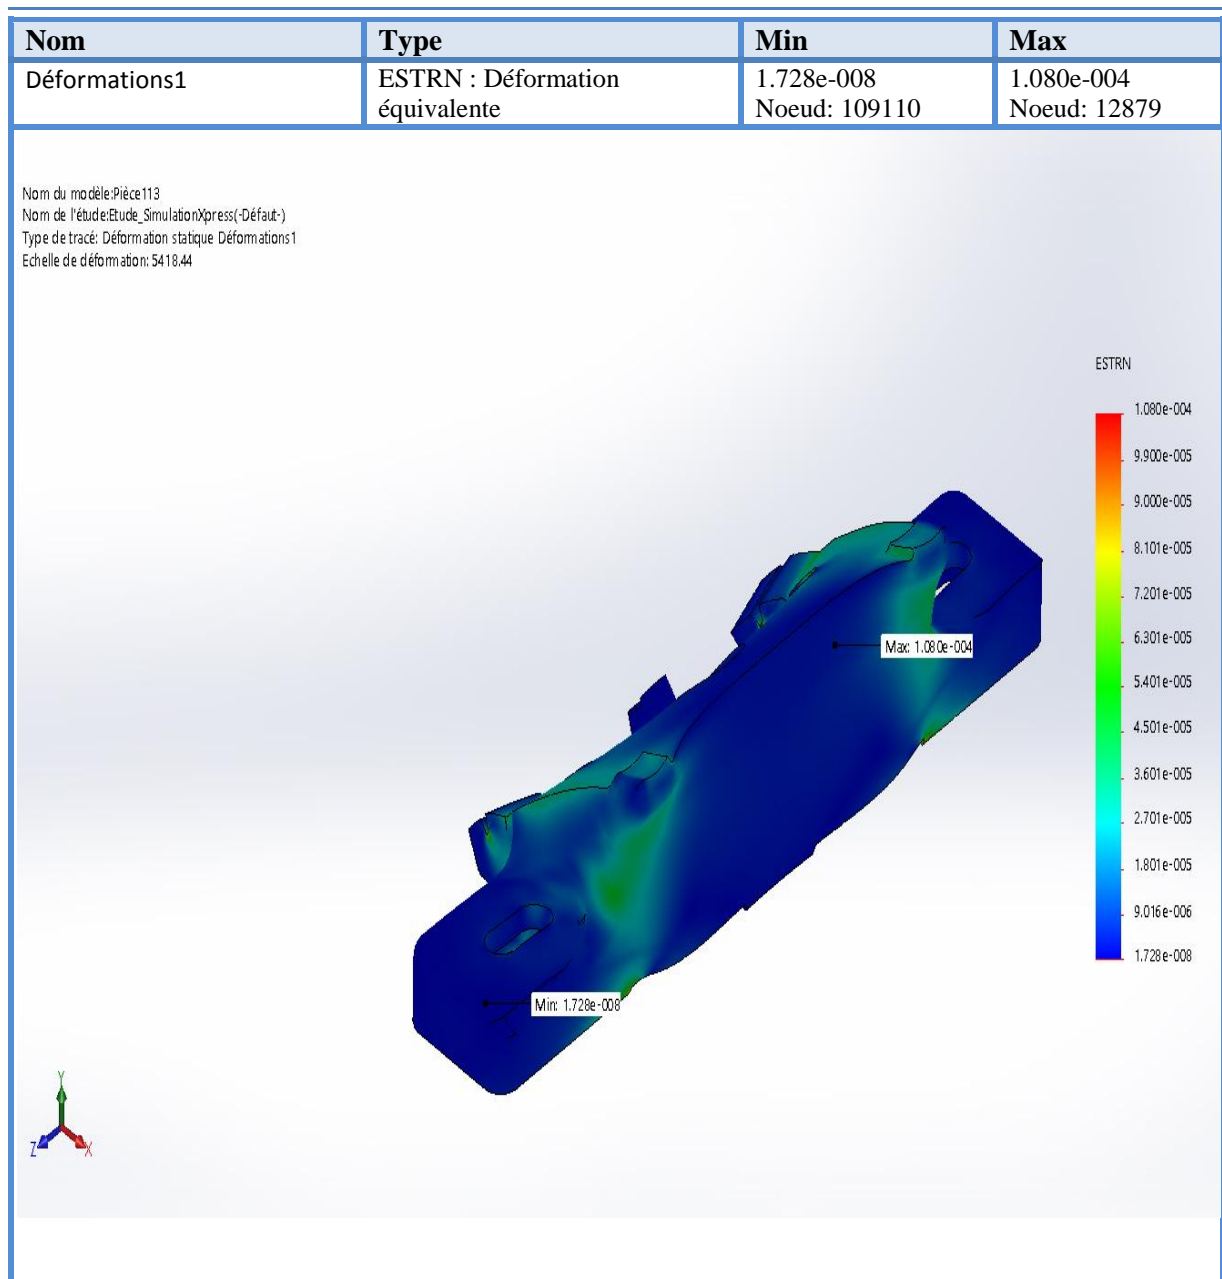 Nom Type Min Max
Déformations1 ESTRN : Déformation 1.728e-008 1.080e-004
équivalente Noeud: 109110 Noeud: 12879
Nom du modèle:Pièce113
Nom de l'étude:Etude_SimulationXpress(-Défaut-)
Type de tracé: Déformation statique Déformations1
Echelle de déformation: 5418.44
ESTRN
1.080e-004
9.900e-005
9.000e-005
8.101e-005
7.201e-005
6.301e-005
5.401e-005
4.501e-005
3.601e-005
2.701e-005
1.801e-005
9.016e-006
1.728e-008
Max: 1.080e-004
Min: 1.728e-008
Y
Z
X